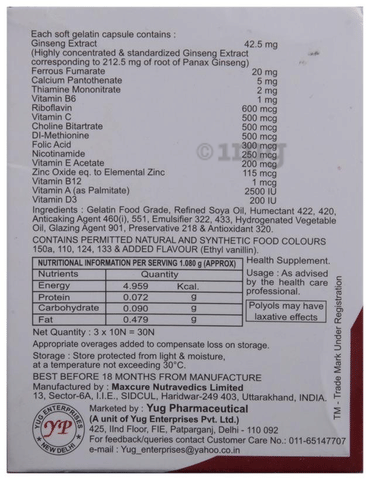 Each soft gelatin capsule contains :
Ginseng Extract 42.5 mg
(Highly concentrated & standardized Ginseng Extract
corresponding to 212.5 mg of root of Panax Ginseng)
Ferrous Fumarate 20 mg
Calcium Pantothenate 5 mg
Thiamine Mononitrate 2 mg
Vitamin B6 1 mg
Riboflavin 600 mcg
Vitamin C 500 mcg
Choline Bitartrate 500 mcg
Dl-Methionine 500 mcg
Folic Acid 300 mcg
Nicotinamide 250 mcg
Vitamin E Acetate 200 mcg
Zinc Oxide eq. to Elemental Zinc 115 mcg
Vitamin B12 1 mcg
Vitamin A (as Palmitate) 2500 IU
Vitamin D3 200 IU
Ingredients : Gelatin Food Grade, Refined Soya Oil, Humectant 422, 420,
Anticaking Agent 460(i), 551, Emulsifier 322, 433, Hydrogenated Vegetable
Oil, Glazing Agent 901, Preservative 218 & Antioxidant 320.
CONTAINS PERMITTED NATURAL AND SYNTHETIC FOOD COLOURS
150a, 110, 124, 133 & ADDED FLAVOUR (Ethyl vanillin).
NUTRITIONAL INFORMATION PER SERVING 1.080 g (APPROX)
Nutrients Quantity
Energy 4.959 Kcal.
Protein 0.072 g
Carbohydrate 0.090 g
Fat 0.479 g
Health Supplement.
Usage : As advised
by the health care
professional.
Polyols may have
laxative effects
Net Quantity : 3 x 10N = 30N
Appropriate overages added to compensate loss on storage.
Storage : Store protected from light & moisture,
at a temperature not exceeding 30°C.
BEST BEFORE 18 MONTHS FROM MANUFACTURE
Manufactured by : Maxcure Nutravedics Limited
13, Sector-6A, I.I.E., SIDCUL, Haridwar-249 403, Uttarakhand, INDIA.
YUG ENTERPRISES
YP
NEW DELHI
Marketed by : Yug Pharmaceutical
(A unit of Yug Enterprises Pvt. Ltd.)
425, IInd Floor, FIE, Patparganj, Delhi - 110 092
For feedback/queries contact Customer Care No.: 011-65147707
e-mail : Yug_enterprises@yahoo.co.in
TM - Trade Mark Under Registration